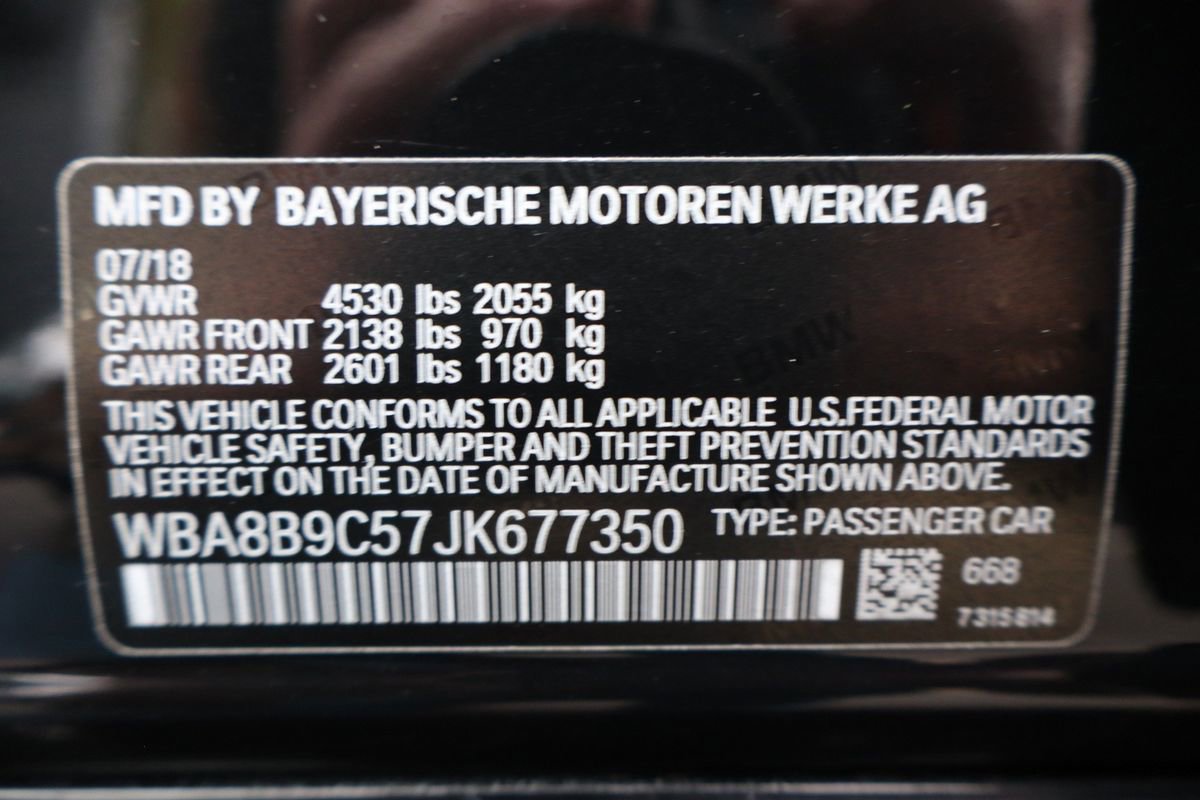 MFD BY BAYERISCHE MOTOREN WERKE AG
07/18
GVWR 4530 lbs 2055 kg
GAWR FRONT 2138 lbs 970 kg
GAWR REAR 2601 lbs 1180 kg
THIS VEHICLE CONFORMS TO ALL APPLICABLE U.S.FEDERAL MOTOR
VEHICLE SAFETY, BUMPER AND THEFT PREVENTION STANDARDS
IN EFFECT ON THE DATE OF MANUFACTURE SHOWN ABOVE.
WBA8B9C57JK677350 TYPE: PASSENGER CAR
668
7315814